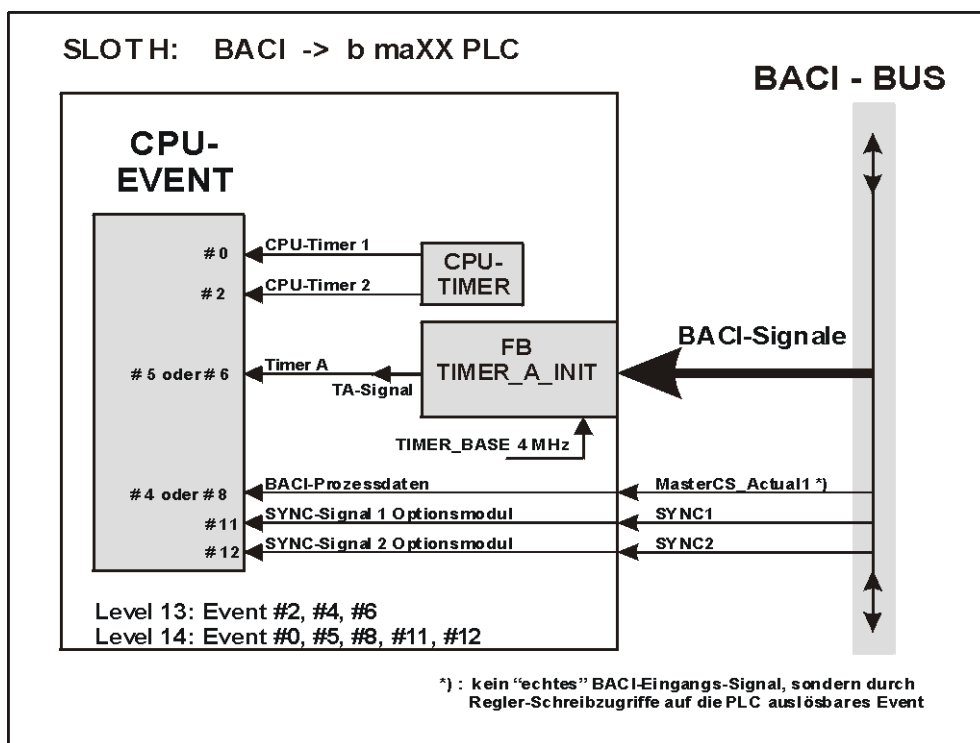 SLOT H: BACI -> b maXX PLC
BACI - BUS
CPU-
EVENT
#0
CPU-Timer 1
CPU-
TIMER
#2
CPU-Timer 2
BACI-Signale
FB
TIMER_A_INIT
#5 oder #6
Timer A
TA-Signal
TIMER_BASE 4 MHz
#4 oder #8
BACI-Prozessdaten
MasterCS_Actual1 *)
#11
SYNC-Signal 1 Optionsmodul
SYNC1
#12
SYNC-Signal 2 Optionsmodul
SYNC2
Level 13: Event #2, #4, #6
Level 14: Event #0, #5, #8, #11, #12
*) : kein "echtes" BACI-Eingangs-Signal, sondern durch
Regler-Schreibzugriffe auf die PLC auslösbares Event